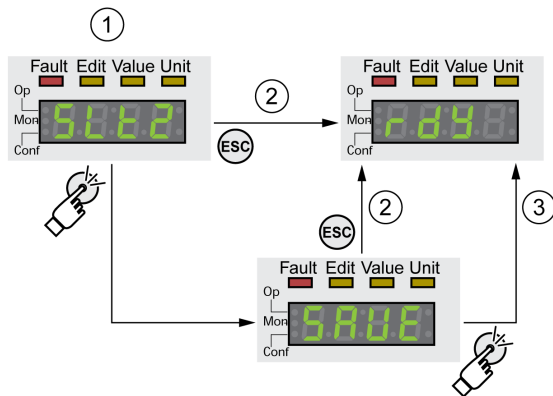 1
Fault Edit Value Unit
Op
Mon
Conf
SLt2
2
ESC
Fault Edit Value Unit
Op
Mon
Conf
rdy
ESC
2
3
Fault Edit Value Unit
Op
Mon
Conf
SAVE